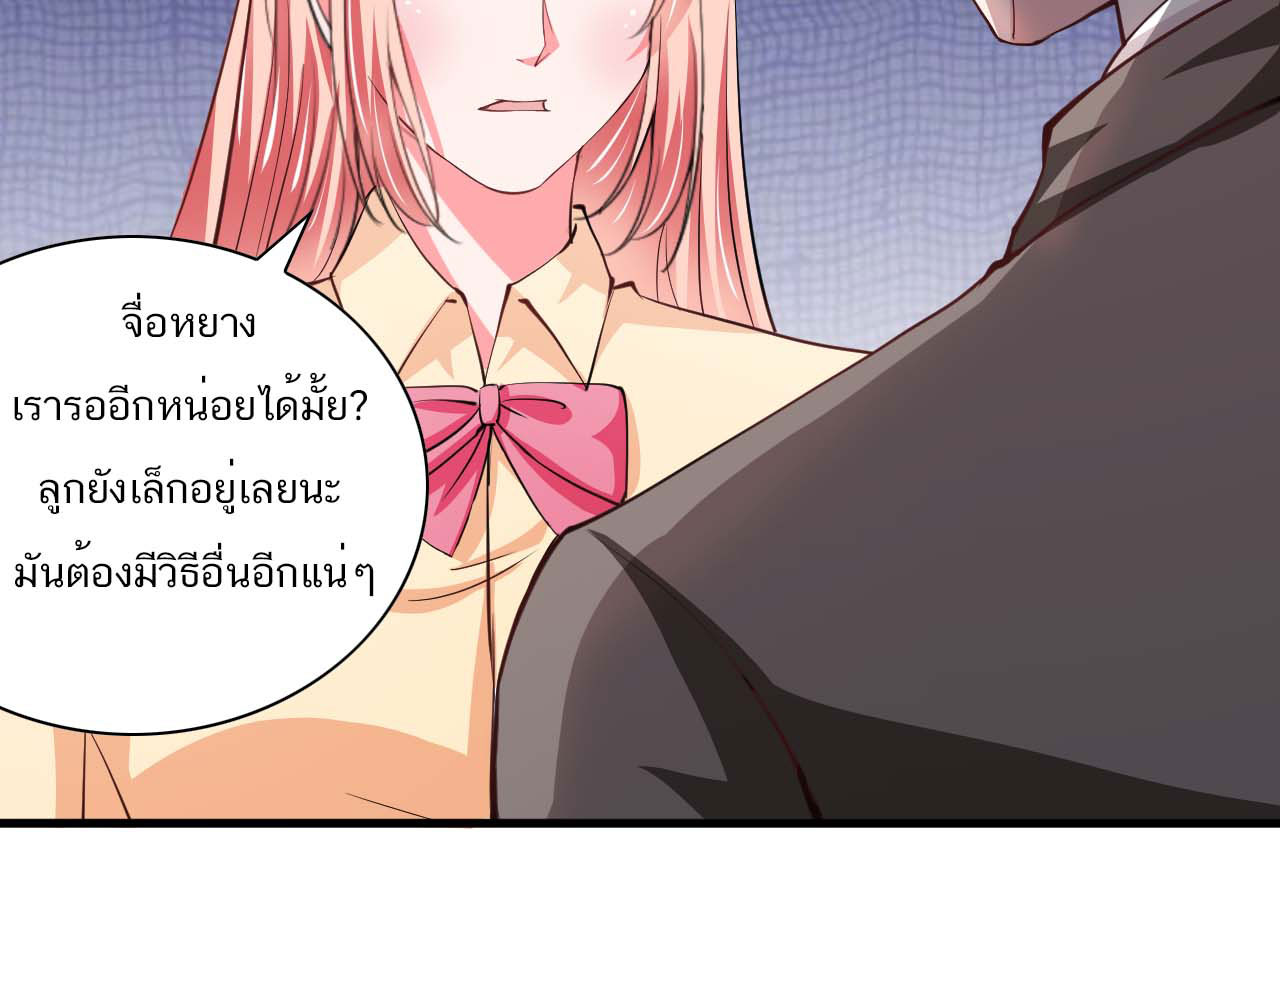 จื่อหยาง
เรารออีกหน่อยได้มั้ย?
ลูกยังเล็กอยู่เลยนะ
มันต้องมีวิธีอื่นอีกแน่ๆ